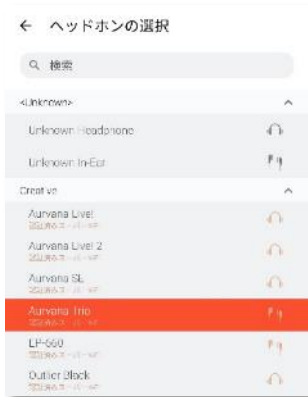 ← ヘッドホンの選択
検索
<Unknown>
Unknown Headphone
Unknown In-Ear
Creative
Aurvana Live!
Aurvana Live! 2
Aurvana SE
Aurvana Trio
EP-660
Outlier Black